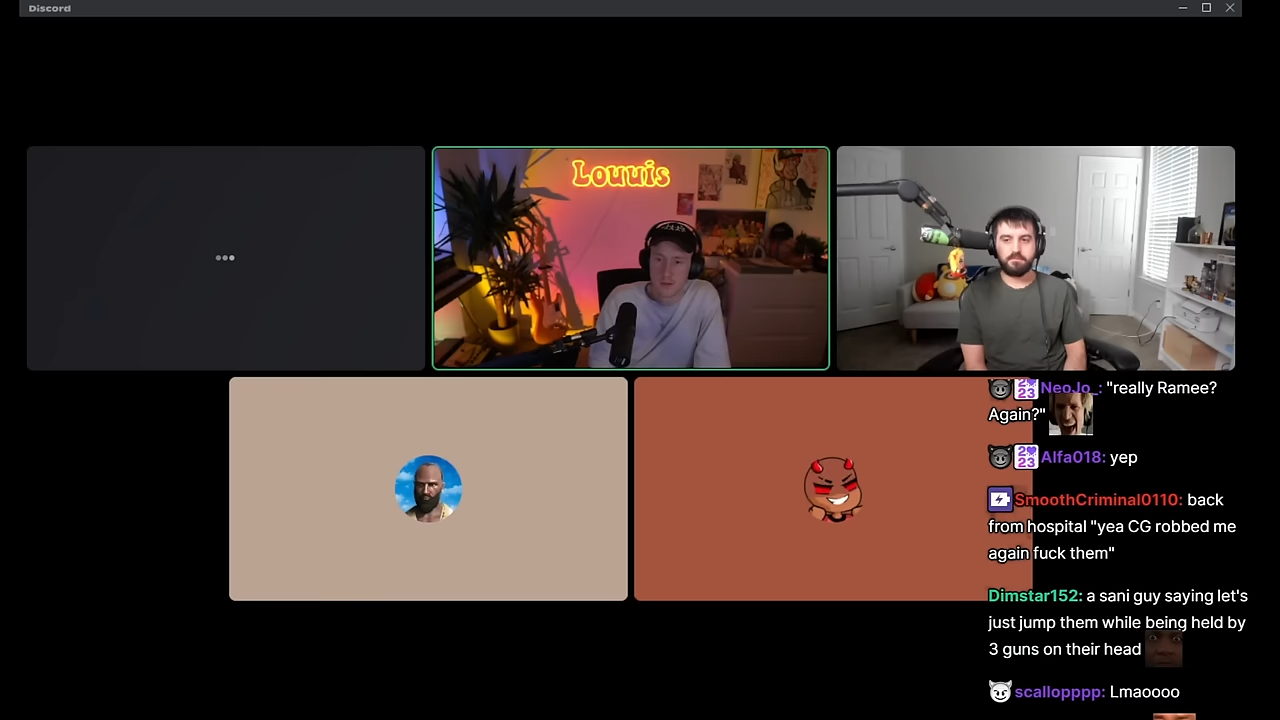 Discord
Louuis
NeoJo_: "really Ramee?
Again?"
Alfa018: yep
SmoothCriminal0110: back
from hospital "yea CG robbed me
again fuck them"
Dimstar152: a sani guy saying let's
just jump them while being held by
3 guns on their head
scallopppp: Lmaoooo